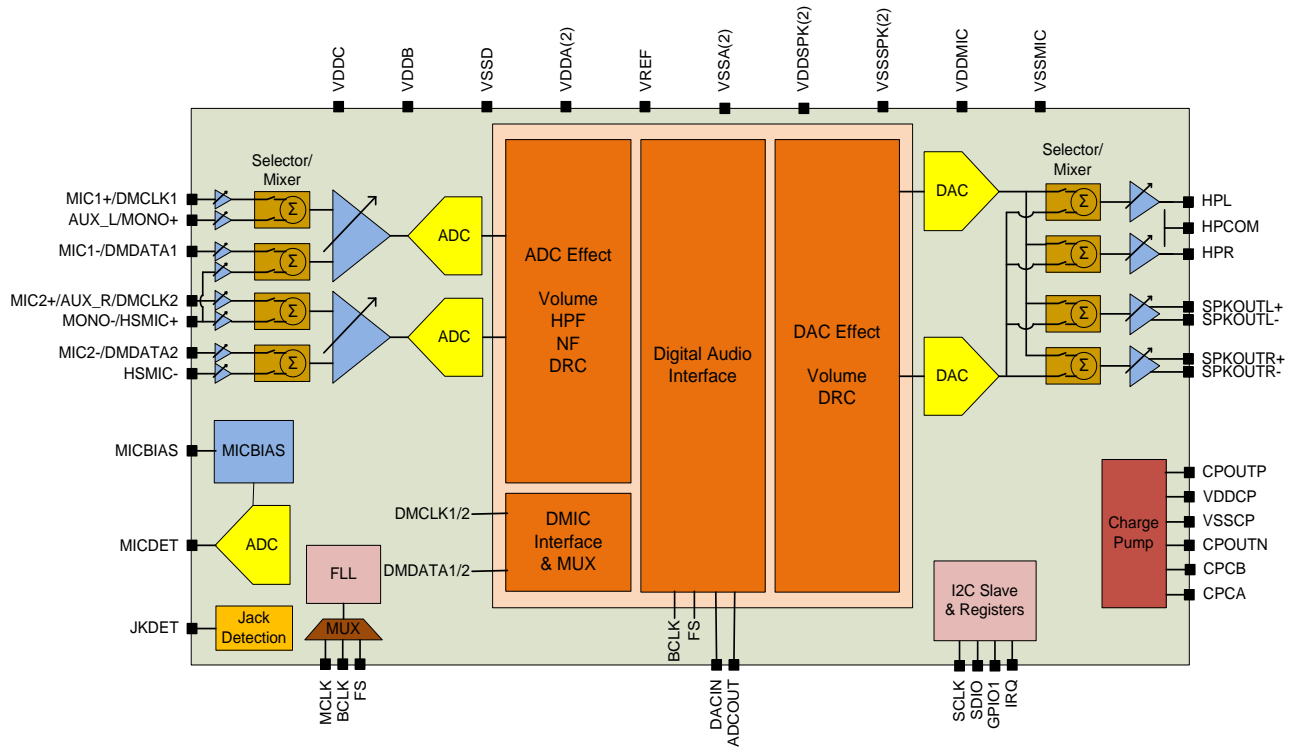 VDDC
VDDB
VSSD
VDDA(2)
VREF
VSSA(2)
VDDSPK(2)
VSSSPK(2)
VDDMIC
VSSMIC
MIC1+/DMCLK1
AUX_L/MONO+
MIC1-/DMDATA1
MIC2+/AUX_R/DMCLK2
MONO-/HSMIC+
MIC2-/DMDATA2
HSMIC-
MICBIAS
MICDET
JKDET
Selector/
Mixer
Σ
Σ
Σ
Σ
ADC
ADC
MICBIAS
ADC
Jack
Detection
FLL
MUX
MCLK
BCLK
FS
ADC Effect
Volume
HPF
NF
DRC
DMCLK1/2
DMDATA1/2
DMIC
Interface
& MUX
Digital Audio
Interface
BCLK
FS
DACIN
ADCOUT
DAC Effect
Volume
DRC
DAC
DAC
Selector/
Mixer
Σ
Σ
Σ
Σ
HPL
HPCOM
HPR
SPKOUTL+
SPKOUTL-
SPKOUTR+
SPKOUTR-
I2C Slave
& Registers
SCLK
SDIO
GPIO1
IRQ
Charge
Pump
CPOUTP
VDDCP
VSSCP
CPOUTN
CPCB
CPCA